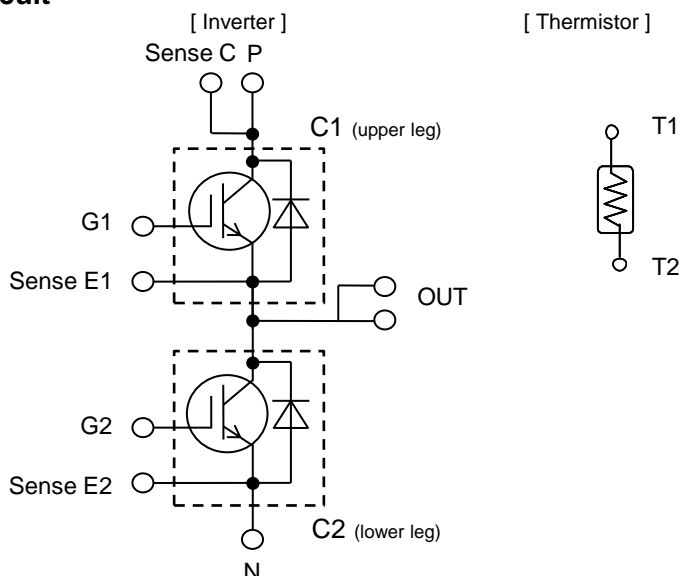 [ Inverter ]
[ Thermistor ]
Sense C P
C1 (upper leg)
T1
G1
Sense E1
T2
OUT
G2
Sense E2
C2 (lower leg)
N